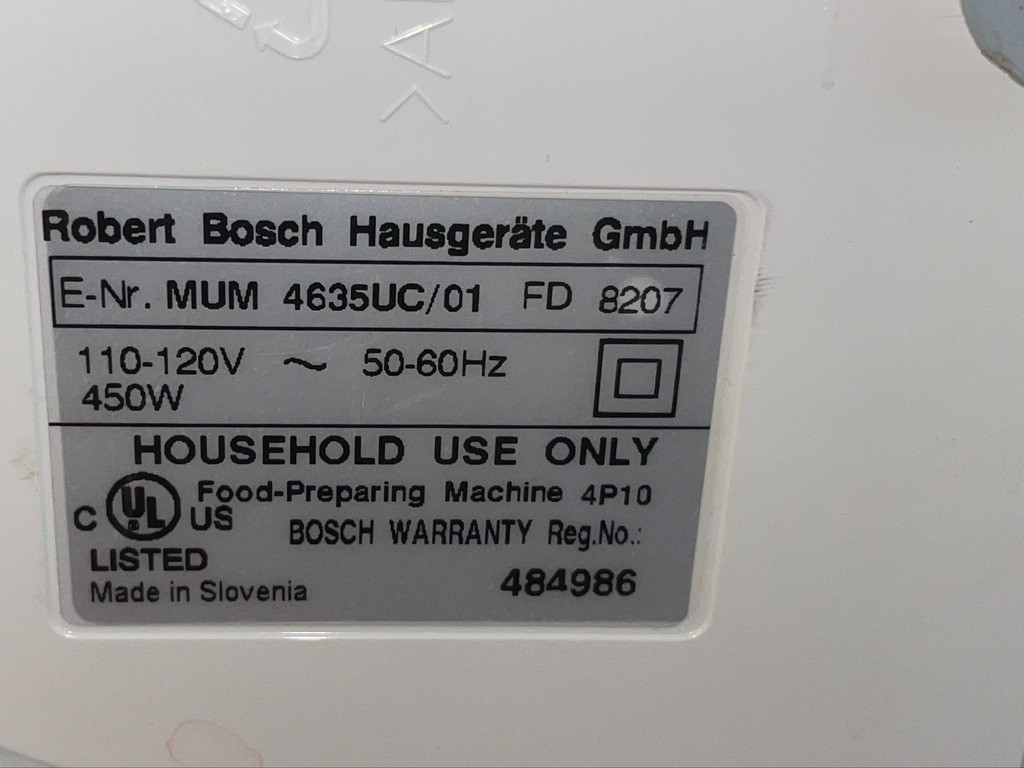 >A
Robert Bosch Hausgeräte GmbH
E-Nr. MUM 4635UC/01 FD 8207
110-120V ~ 50-60Hz
450W
HOUSEHOLD USE ONLY
C UL US Food-Preparing Machine 4P10
BOSCH WARRANTY Reg.No.:
LISTED
Made in Slovenia 484986